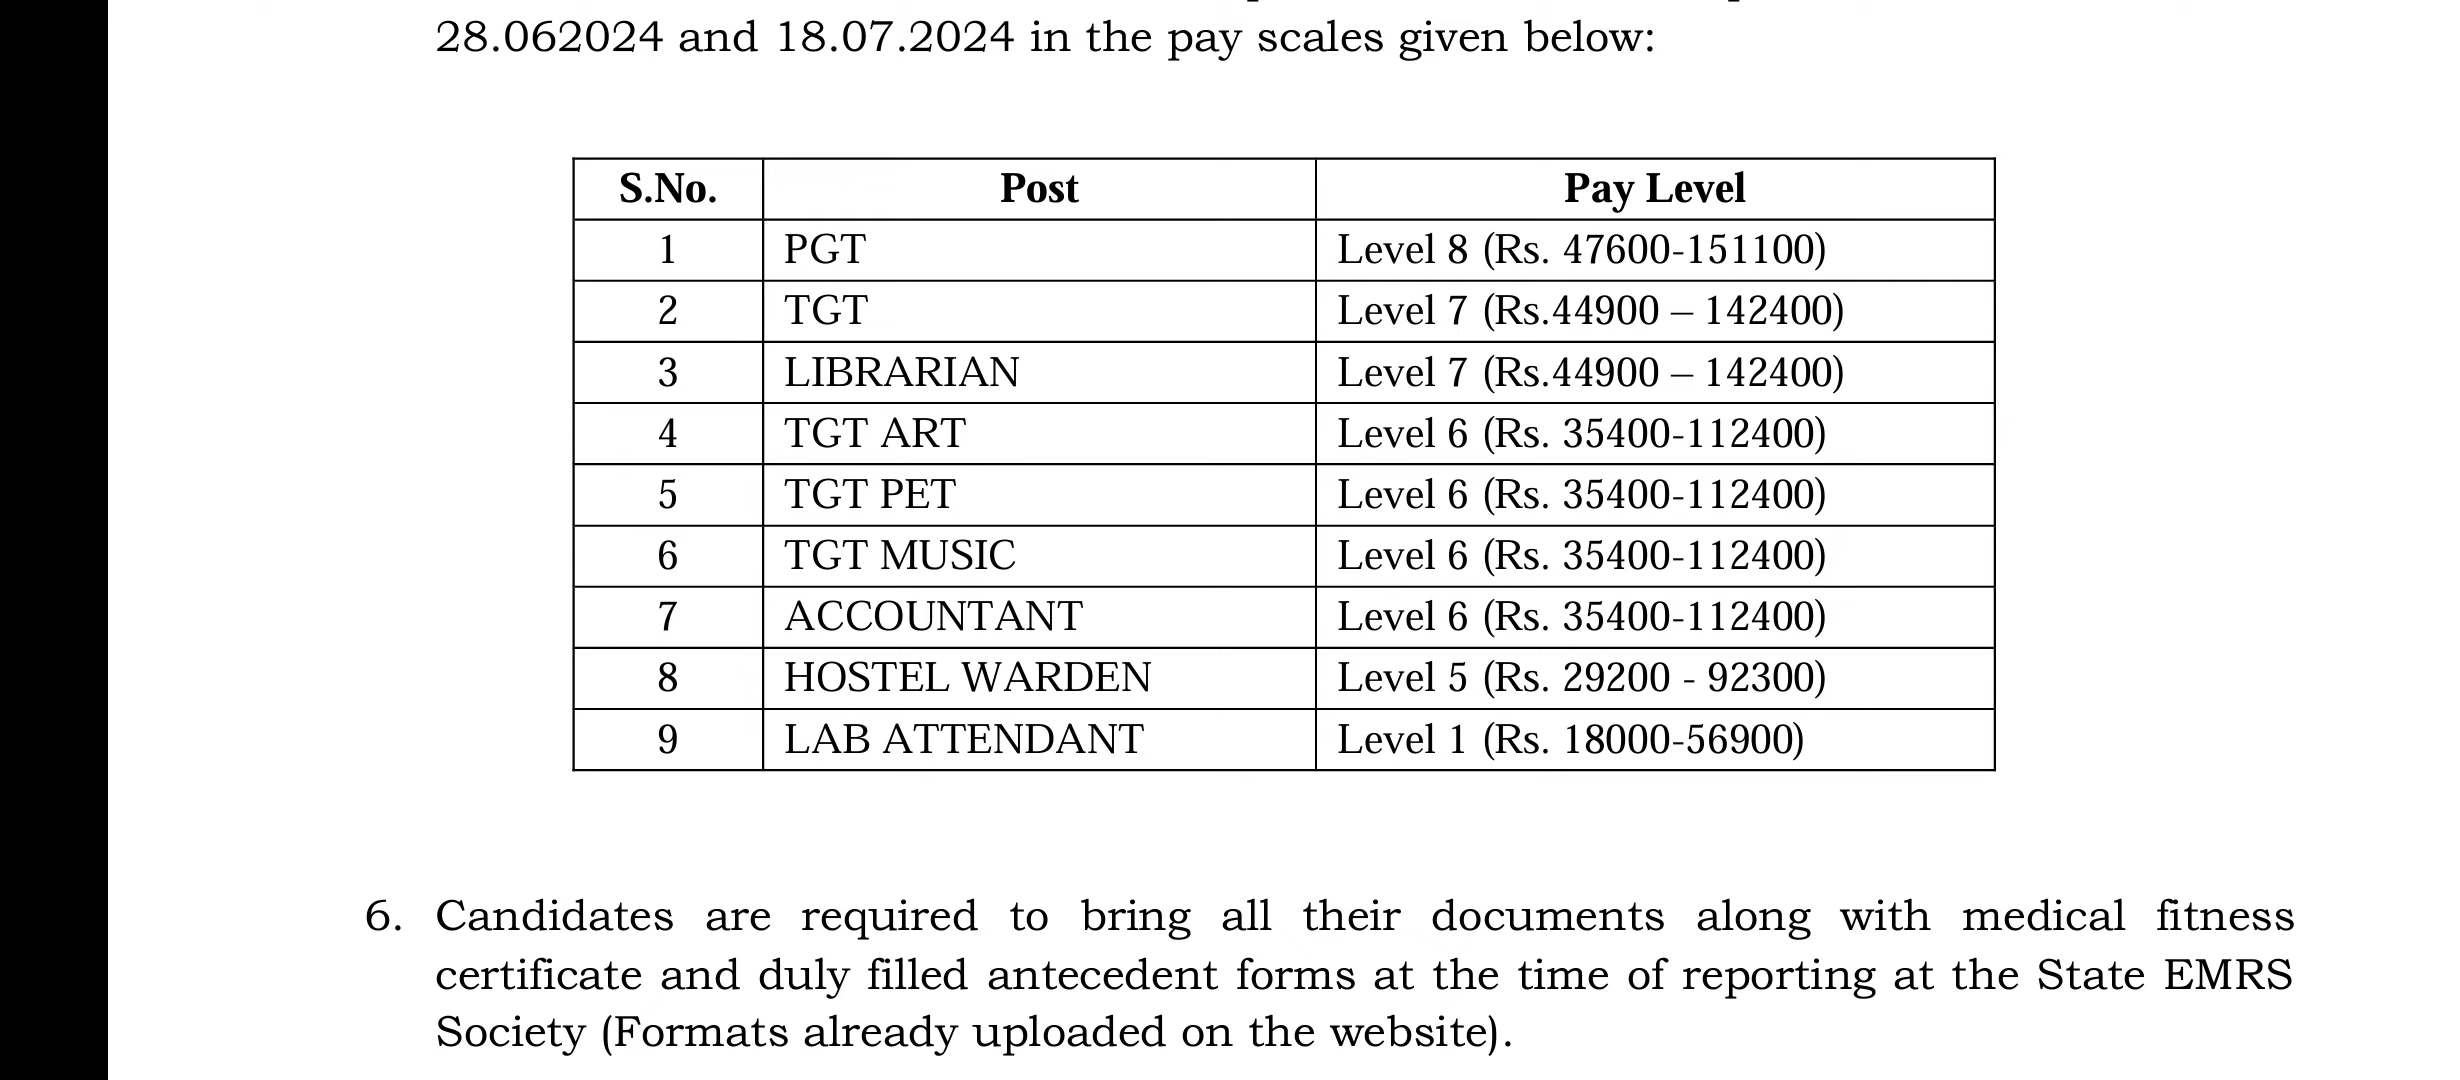 28.062024 and 18.07.2024 in the pay scales given below:
S.No. Post Pay Level
1 PGT Level 8 (Rs. 47600-151100)
2 TGT Level 7 (Rs.44900 – 142400)
3 LIBRARIAN Level 7 (Rs.44900 – 142400)
4 TGT ART Level 6 (Rs. 35400-112400)
5 TGT PET Level 6 (Rs. 35400-112400)
6 TGT MUSIC Level 6 (Rs. 35400-112400)
7 ACCOUNTANT Level 6 (Rs. 35400-112400)
8 HOSTEL WARDEN Level 5 (Rs. 29200 - 92300)
9 LAB ATTENDANT Level 1 (Rs. 18000-56900)
6. Candidates are required to bring all their documents along with medical fitness
certificate and duly filled antecedent forms at the time of reporting at the State EMRS
Society (Formats already uploaded on the website).